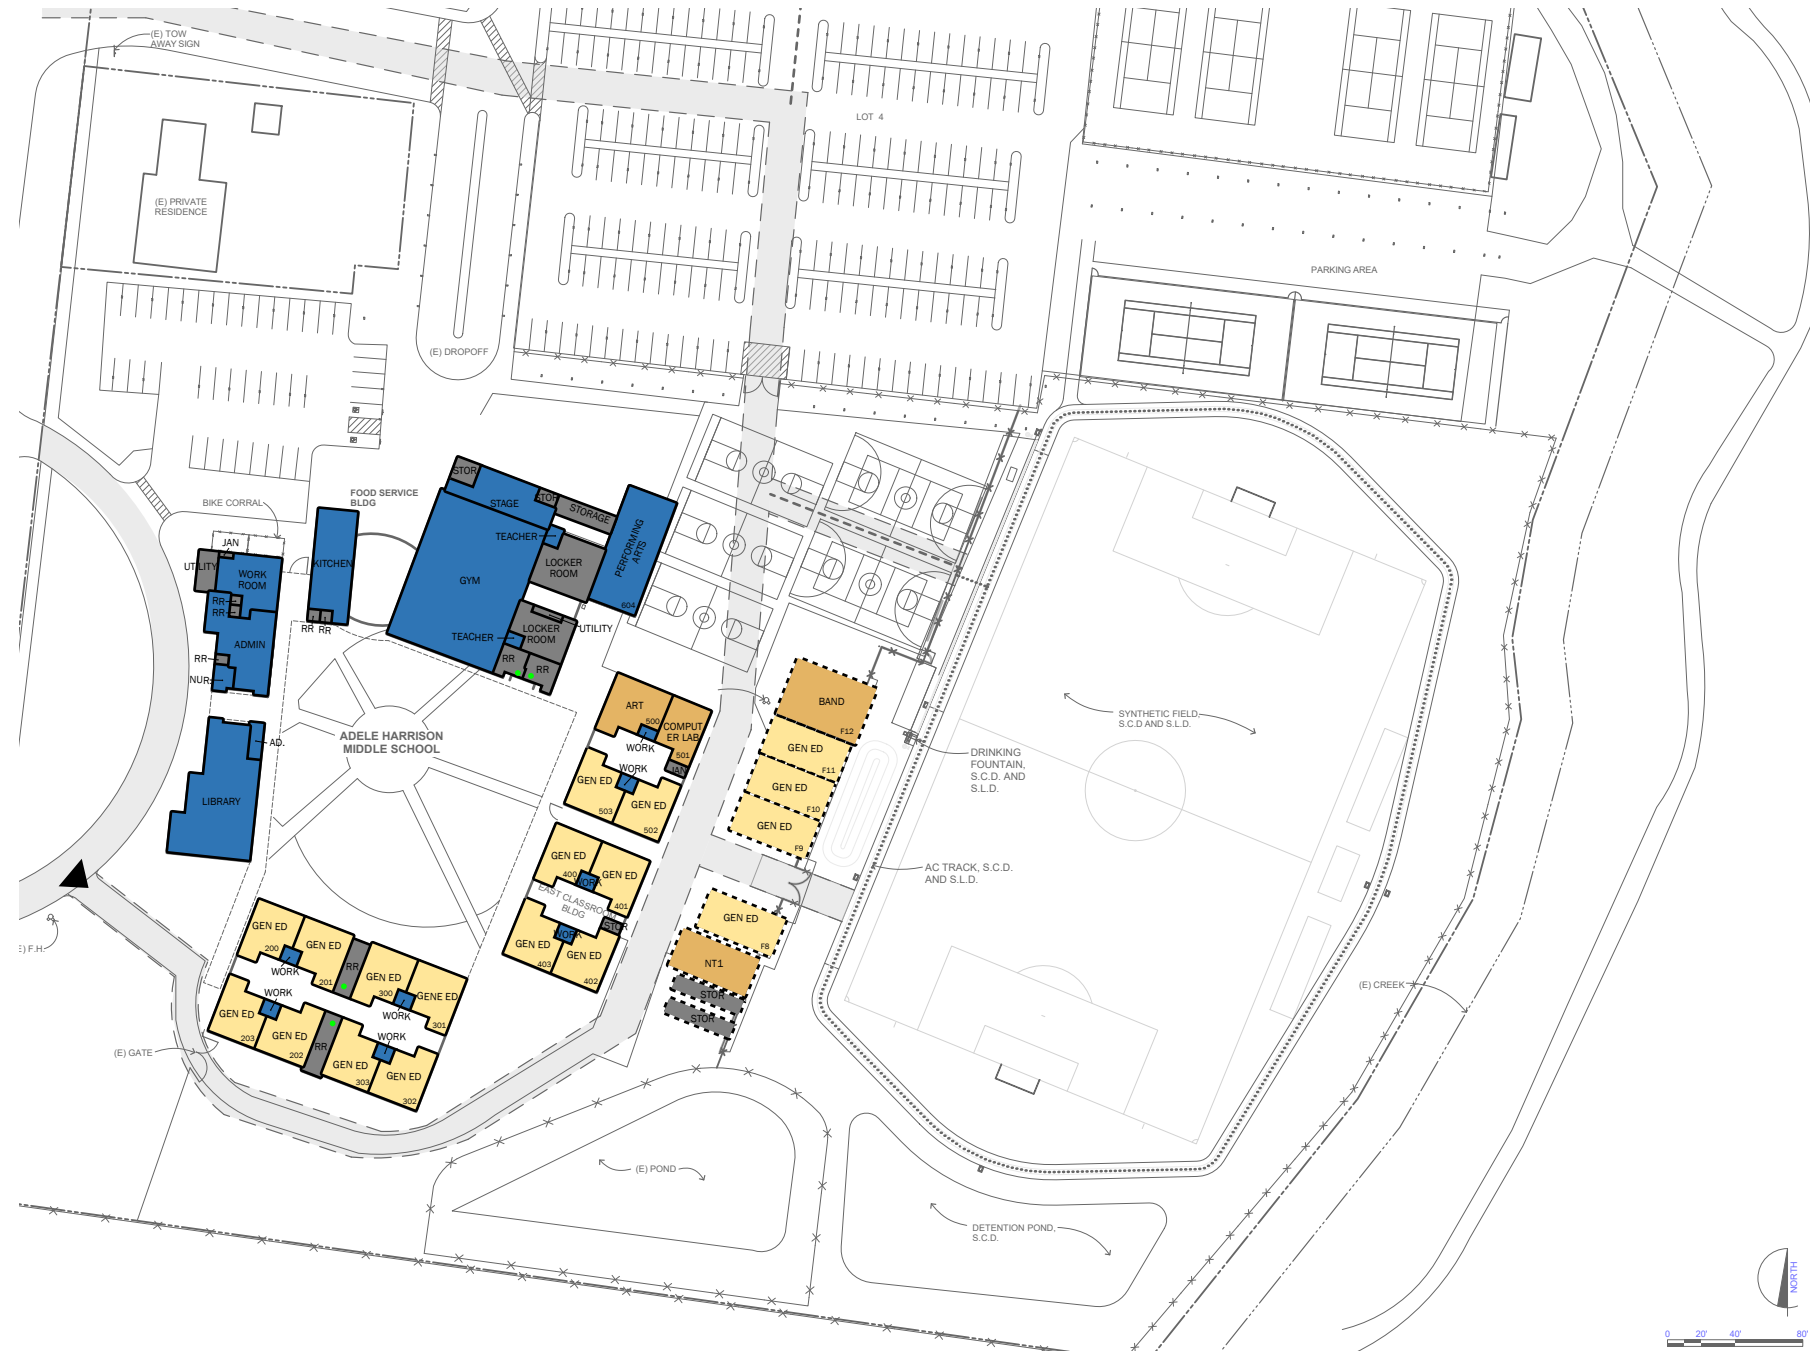 (E) TOW
AWAY SIGN
LOT 4
(E) PRIVATE
RESIDENCE
PARKING AREA
(E) DROPOFF
BIKE CORRAL
FOOD SERVICE
BLDG
STOR
STAGE
STOR
STORAGE
TEACHER
PERFORMING
ARTS
604
LOCKER
ROOM
GYM
JAN
UTILITY
WORK
ROOM
KITCHEN
RR
RR
RR
RR
ADMIN
RR
NUR.
TEACHER
LOCKER
ROOM
UTILITY
RR
RR
AD.
LIBRARY
ADELE HARRISON
MIDDLE SCHOOL
ART
500
COMPUT
ER LAB
501
WORK
WORK
JAN
GEN ED
503
GEN ED
502
BAND
F12
GEN ED
F11
GEN ED
F10
GEN ED
F9
SYNTHETIC FIELD,
S.C.D AND S.L.D.
DRINKING
FOUNTAIN,
S.C.D. AND
S.L.D.
AC TRACK, S.C.D.
AND S.L.D.
GEN ED
400
GEN ED
401
WORK
EAST CLASSROOM
BLDG
STOR
WORK
GEN ED
403
GEN ED
402
GEN ED
F8
NT1
STOR
STOR
E) F.H.
GEN ED
200
GEN ED
201
WORK
RR
GEN ED
300
GENE ED
301
WORK
WORK
WORK
GEN ED
203
GEN ED
202
RR
GEN ED
303
GEN ED
302
(E) GATE
(E) CREEK
(E) POND
DETENTION POND,
S.C.D.
NORTH
0 20' 40' 80'